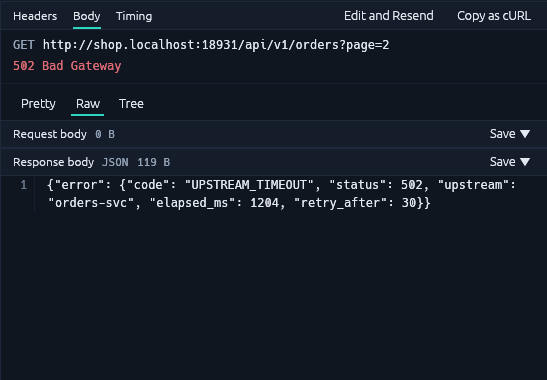 Headers Body Timing Edit and Resend Copy as cURL
GET http://shop.localhost:18931/api/v1/orders?page=2
502 Bad Gateway
Pretty Raw Tree
Request body 0 B Save ▼
Response body JSON 119 B Save ▼
1 {"error": {"code": "UPSTREAM_TIMEOUT", "status": 502, "upstream":
"orders-svc", "elapsed_ms": 1204, "retry_after": 30}}